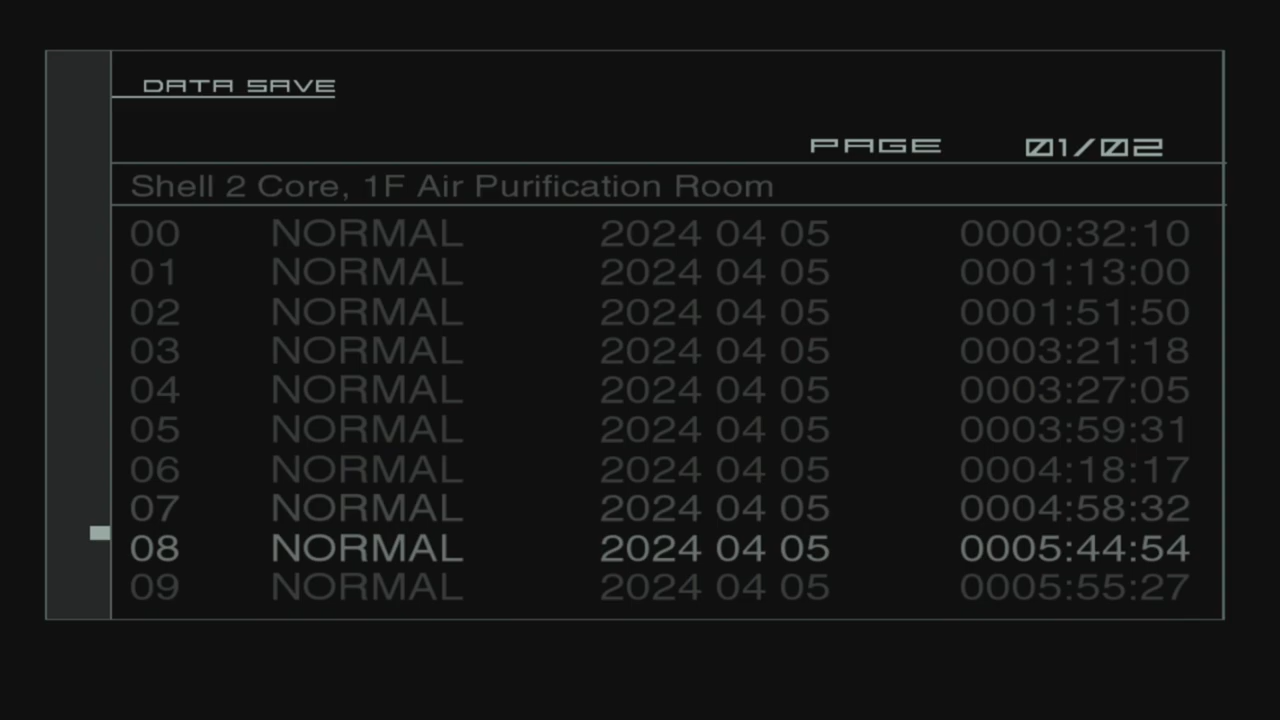 DATA SAVE
PAGE 01/02
Shell 2 Core, 1F Air Purification Room
00 NORMAL 2024 04 05 0000:32:10
01 NORMAL 2024 04 05 0001:13:00
02 NORMAL 2024 04 05 0001:51:50
03 NORMAL 2024 04 05 0003:21:18
04 NORMAL 2024 04 05 0003:27:05
05 NORMAL 2024 04 05 0003:59:31
06 NORMAL 2024 04 05 0004:18:17
07 NORMAL 2024 04 05 0004:58:32
08 NORMAL 2024 04 05 0005:44:54
09 NORMAL 2024 04 05 0005:55:27